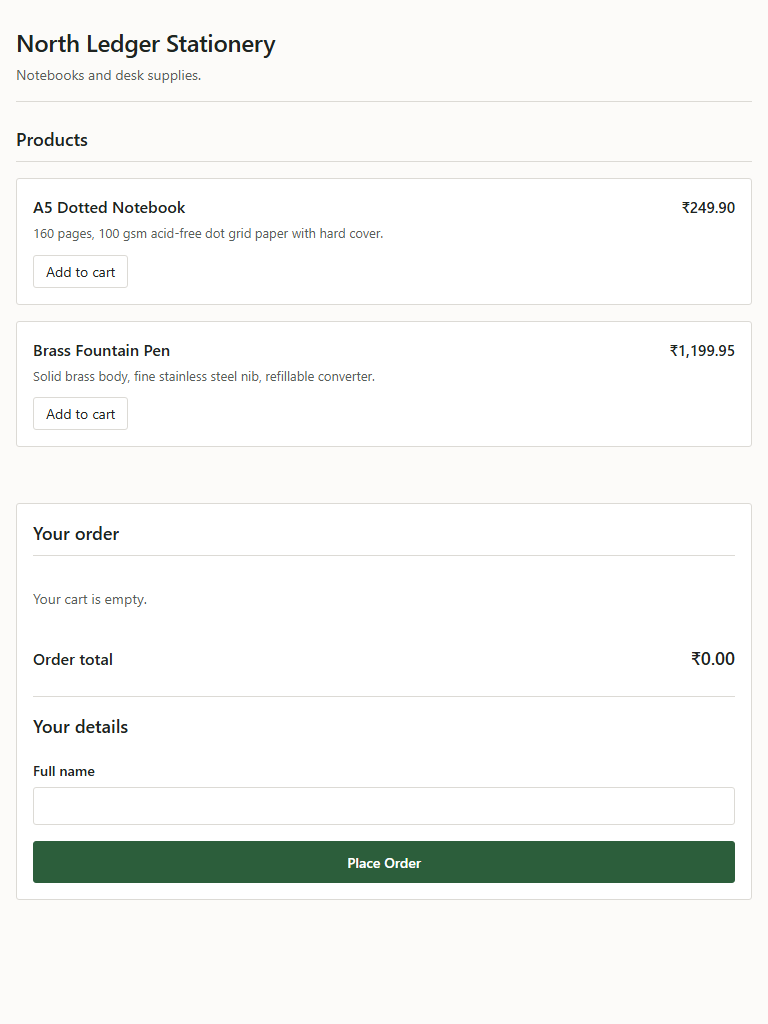 North Ledger Stationery
Notebooks and desk supplies.
Products
A5 Dotted Notebook ₹249.90
160 pages, 100 gsm acid-free dot grid paper with hard cover.
Add to cart
Brass Fountain Pen ₹1,199.95
Solid brass body, fine stainless steel nib, refillable converter.
Add to cart
Your order
Your cart is empty.
Order total ₹0.00
Your details
Full name
Place Order